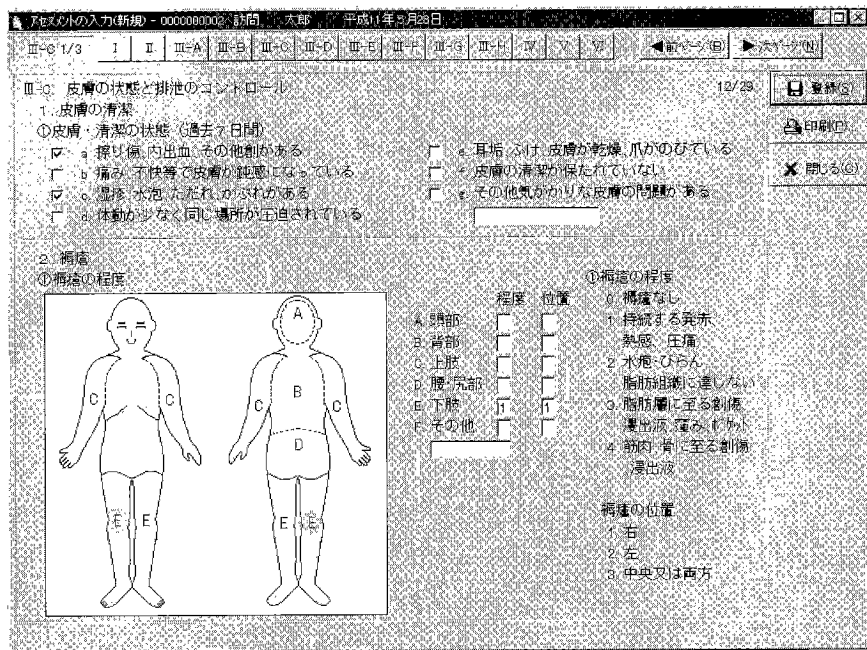 アセスメントの入力(新規) - 0000000002 訪問 太郎 平成11年5月28日
Ⅲ-C 1/3 Ⅰ Ⅱ Ⅲ-A Ⅲ-B Ⅲ-C Ⅲ-D Ⅲ-E Ⅲ-F Ⅲ-G Ⅲ-H Ⅳ Ⅴ Ⅵ ◀前ページ(B) ▶次ページ(N)
Ⅲ-C 皮膚の状態と排泄のコントロール
12/29
登録(S)
印刷(P)
閉じる(C)
1. 皮膚の清潔
①皮膚・清潔の状態(過去7日間)
a. 擦り傷、内出血、その他創がある
b. 痛み、不快等で皮膚が鈍感になっている
c. 湿疹、水泡、ただれ、かぶれがある
d. 体動が少なく同じ場所が圧迫されている
e. 耳垢、ふけ、皮膚が乾燥、爪がのびている
f. 皮膚の清潔が保たれていない
g. その他気がかりな皮膚の問題がある
2. 褥瘡
①褥瘡の程度
C C
E E
A
B
C C
D
E E
程度 位置
A 頭部
B 背部
C 上肢
D 腰・尻部
E 下肢 1 1
F その他
①褥瘡の程度
0. 褥瘡なし
1. 持続する発赤
熱感 圧痛
2. 水疱・びらん
脂肪組織に達しない
3. 脂肪層に至る創傷
浸出液、窪み、ポケット
4. 筋肉、骨に至る創傷
浸出液
褥瘡の位置
1. 右
2. 左
3. 中央又は両方